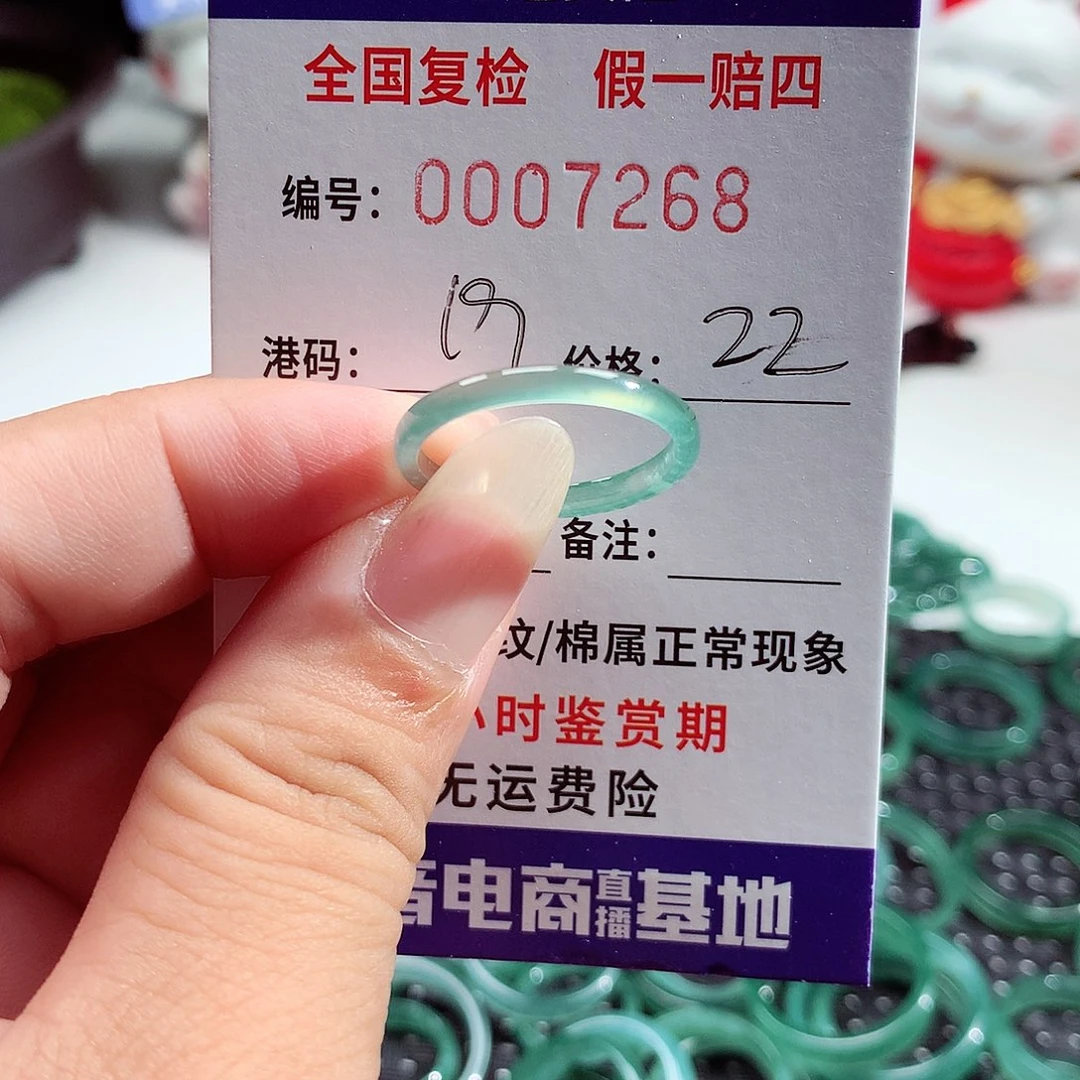 全国复检 假一赔四
编号：0007268
港码：19 价格：22
备注：
纹/棉属正常现象
小时鉴赏期
无运费险
音电商直播基地